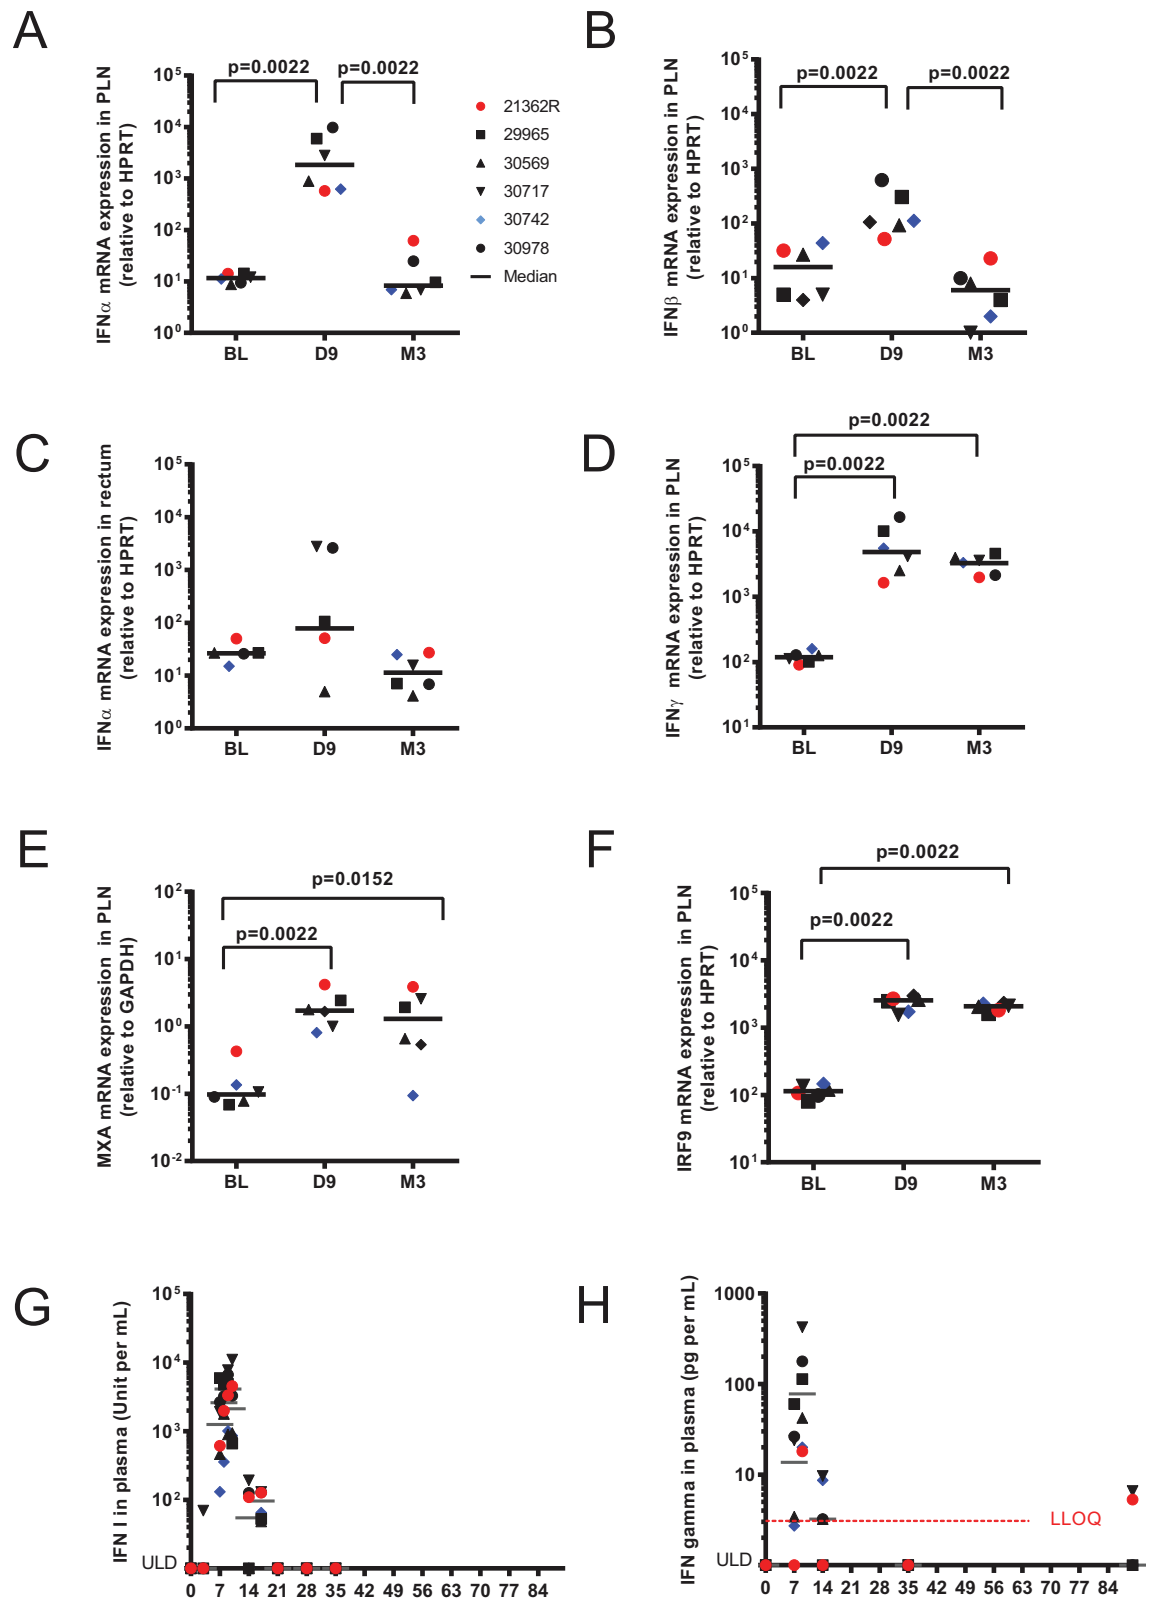 A
IFNα mRNA expression in PLN
(relative to HPRT)
10⁵
10⁴
10³
10²
10¹
10⁰
p=0.0022
p=0.0022
BL D9 M3
21362R
29965
30569
30717
30742
30978
Median
B
IFNβ mRNA expression in PLN
(relative to HPRT)
10⁵
10⁴
10³
10²
10¹
10⁰
p=0.0022
p=0.0022
BL D9 M3
C
IFNα mRNA expression in rectum
(relative to HPRT)
10⁵
10⁴
10³
10²
10¹
10⁰
BL D9 M3
D
IFNγ mRNA expression in PLN
(relative to HPRT)
p=0.0022
p=0.0022
10⁵
10⁴
10³
10²
10¹
BL D9 M3
E
MXA mRNA expression in PLN
(relative to GAPDH)
p=0.0152
p=0.0022
10²
10¹
10⁰
10⁻¹
10⁻²
BL D9 M3
F
IRF9 mRNA expression in PLN
(relative to HPRT)
p=0.0022
p=0.0022
10⁵
10⁴
10³
10²
10¹
BL D9 M3
G
IFN I in plasma (Unit per mL)
10⁵
10⁴
10³
10²
ULD
0 7 14 21 28 35 42 49 56 63 70 77 84
H
IFN gamma in plasma (pg per mL)
1000
100
10
LLOQ
ULD
0 7 14 21 28 35 42 49 56 63 70 77 84